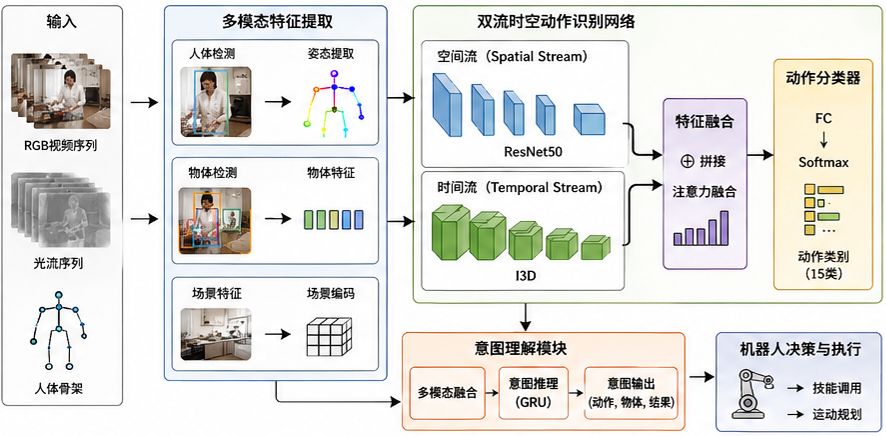 输入
RGB视频序列
光流序列
人体骨架
多模态特征提取
人体检测
姿态提取
物体检测
物体特征
场景特征
场景编码
双流时空动作识别网络
空间流（Spatial Stream）
ResNet50
时间流（Temporal Stream）
I3D
特征融合
⊕ 拼接
注意力融合
动作分类器
FC
Softmax
...
动作类别
（15类）
意图理解模块
多模态融合
意图推理
（GRU）
意图输出
（动作, 物体, 结果）
机器人决策与执行
技能调用
运动规划